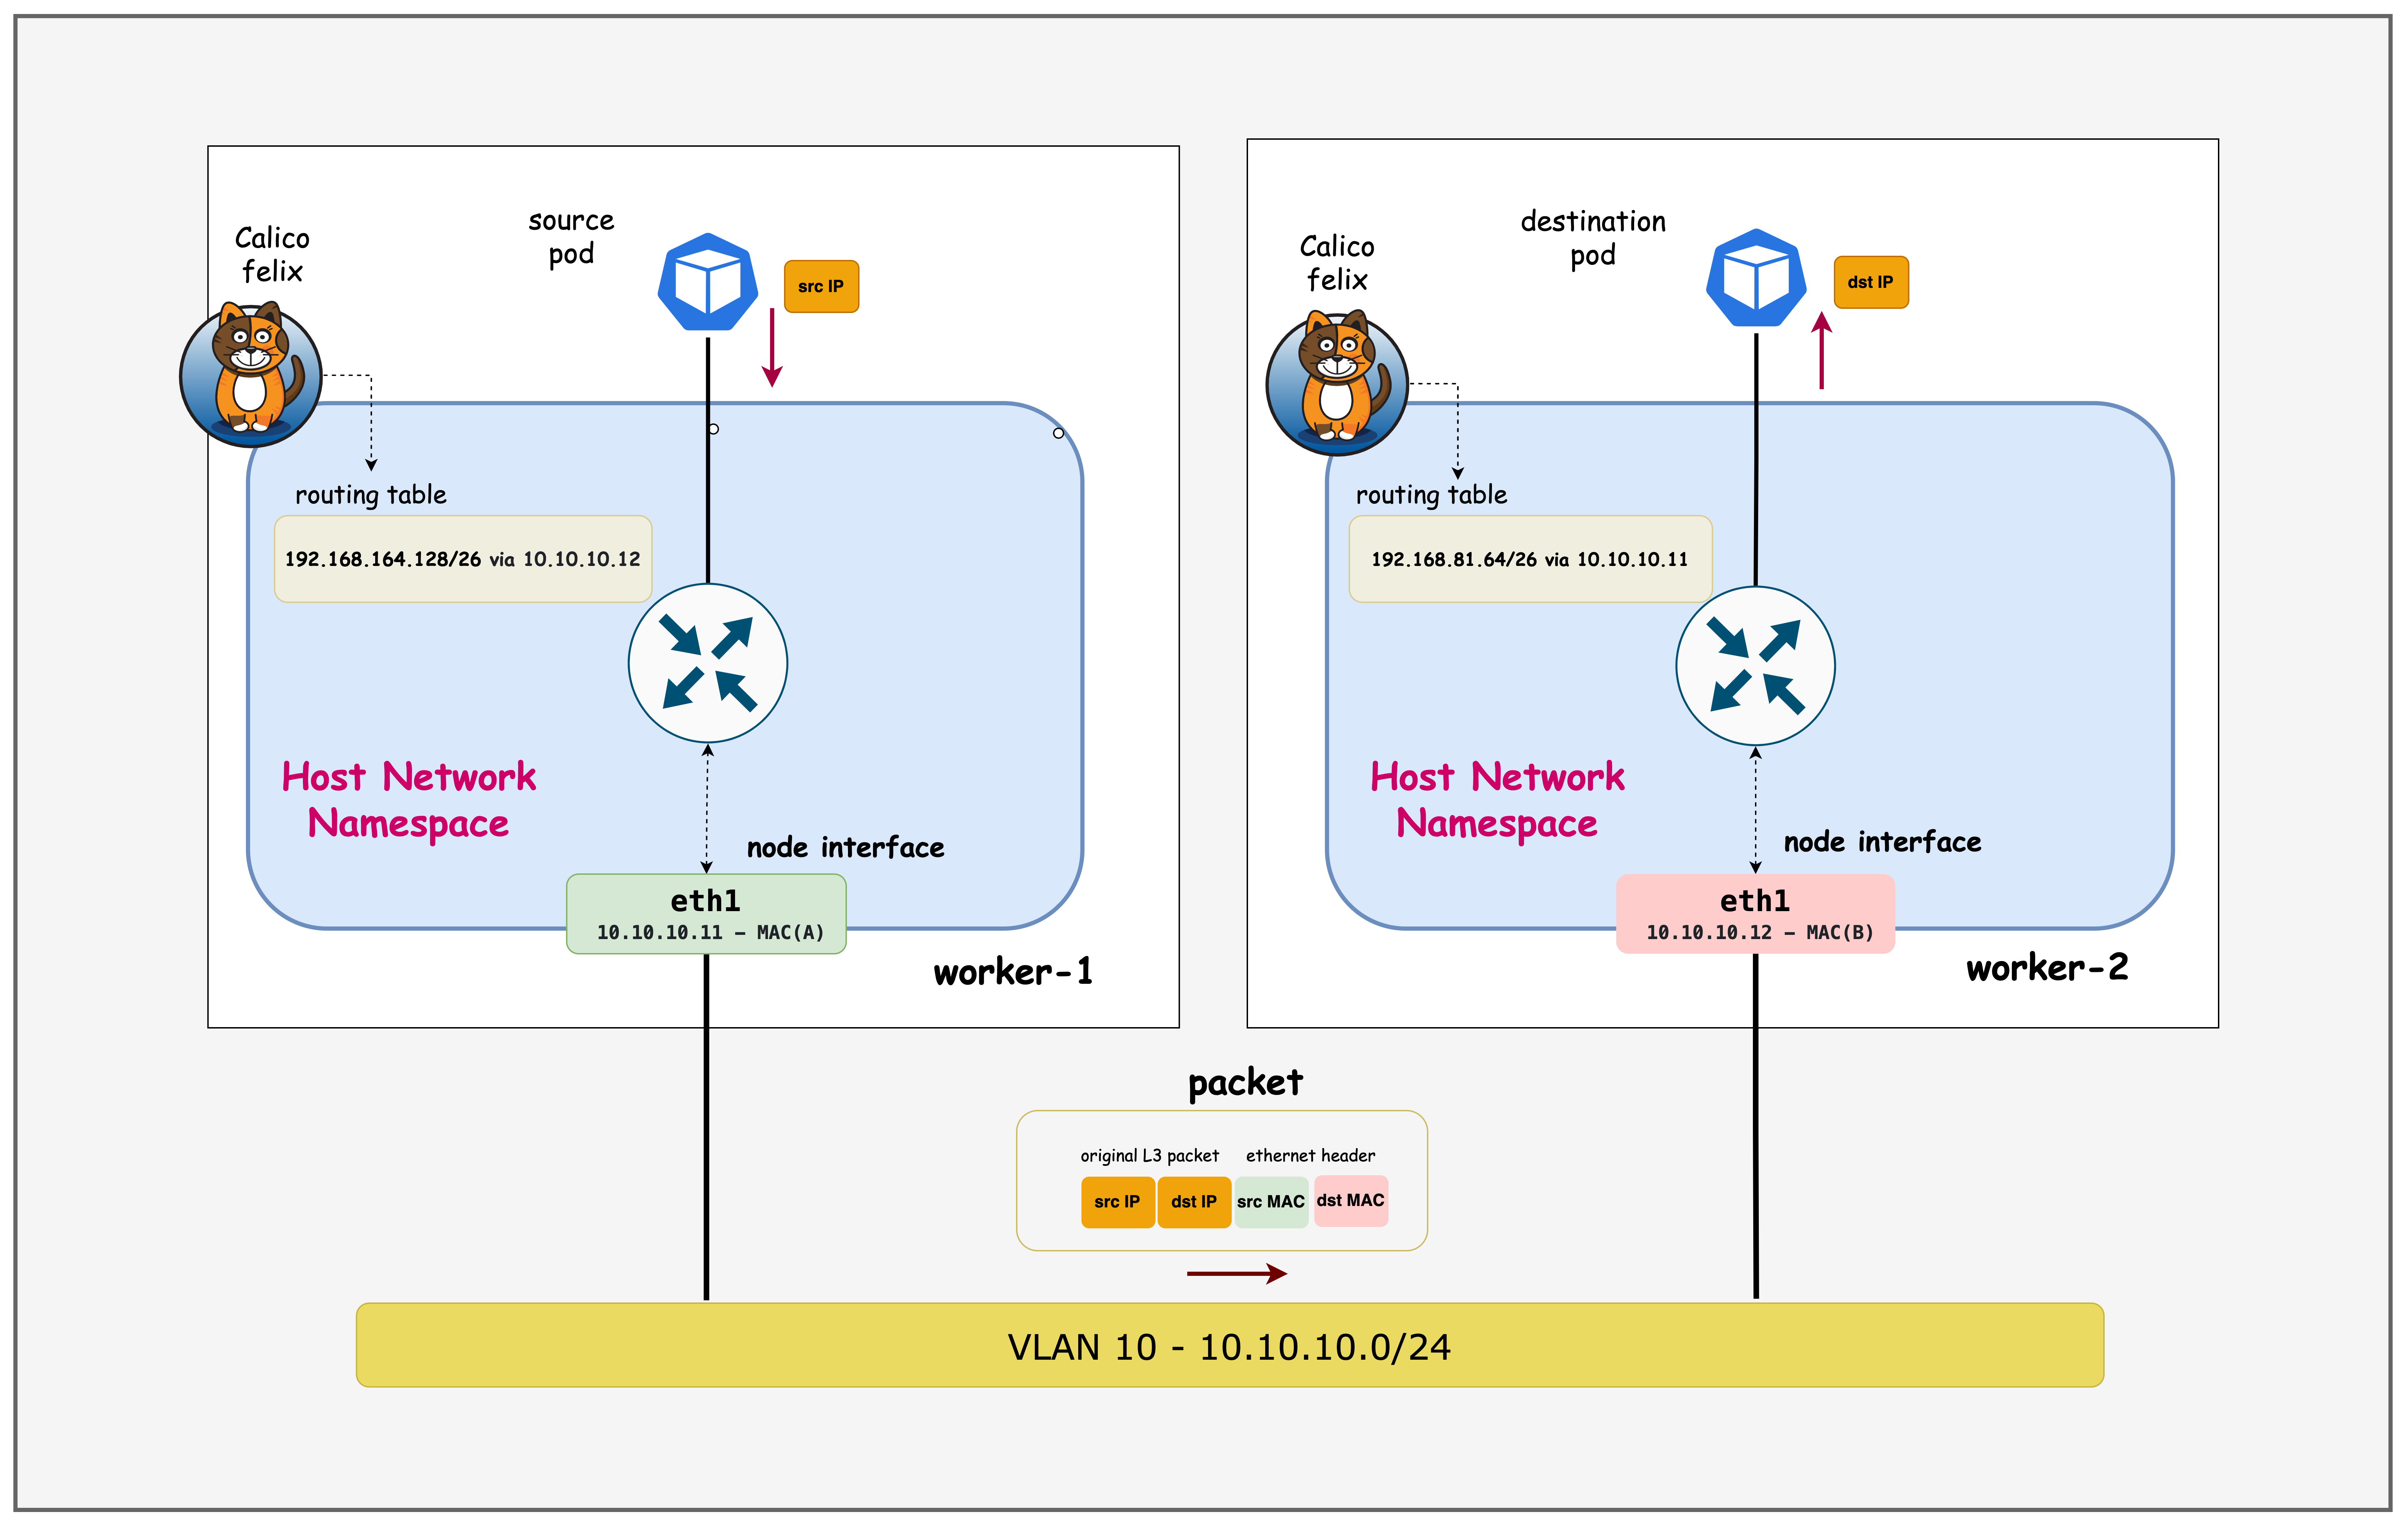 Calico
felix
source
pod
src IP
routing table
192.168.164.128/26 via 10.10.10.12
Host Network
Namespace
node interface
eth1
10.10.10.11 – MAC(A)
worker-1
Calico
felix
destination
pod
dst IP
routing table
192.168.81.64/26 via 10.10.10.11
Host Network
Namespace
node interface
eth1
10.10.10.12 – MAC(B)
worker-2
packet
original L3 packet
ethernet header
src IP
dst IP
src MAC
dst MAC
VLAN 10 - 10.10.10.0/24